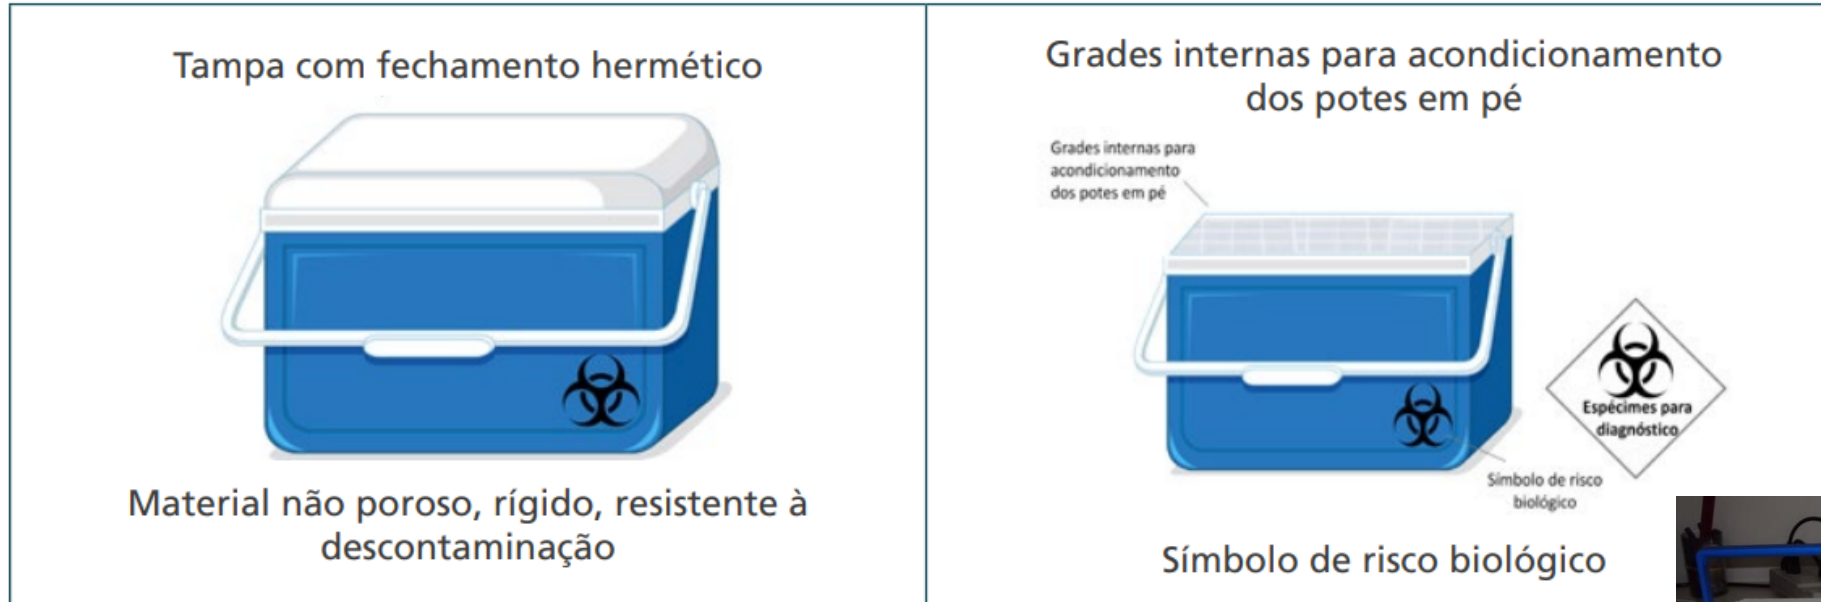 Tampa com fechamento hermético
Material não poroso, rígido, resistente à
descontaminação
Grades internas para acondicionamento
dos potes em pé
Grades internas para
acondicionamento
dos potes em pé
Espécimes para
diagnóstico
Símbolo de risco
biológico
Símbolo de risco biológico